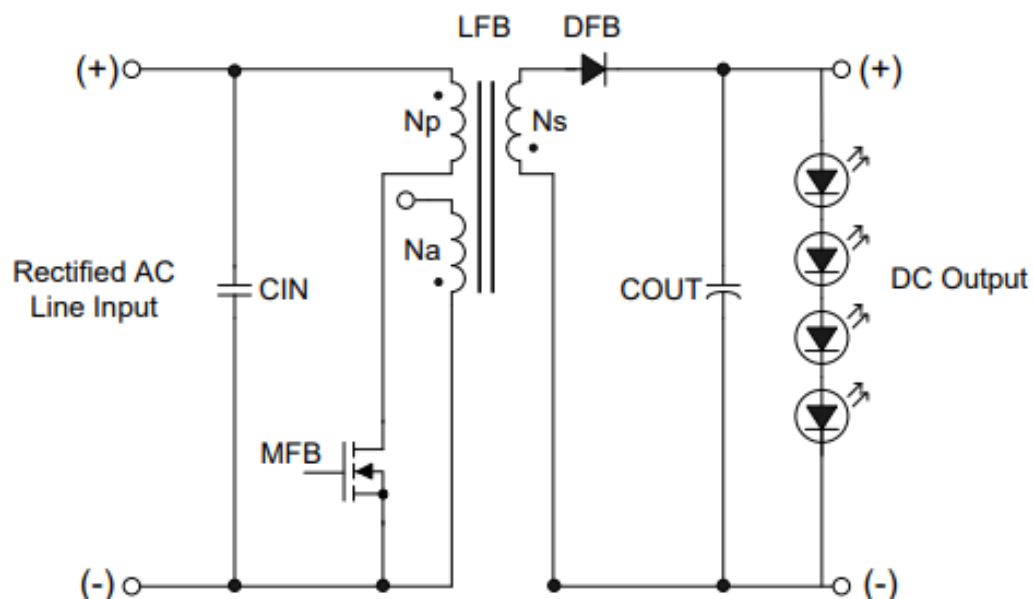 LFB DFB
(+) (+)
Np Ns
Na
Rectified AC
Line Input
CIN COUT DC Output
MFB
(-) (-)